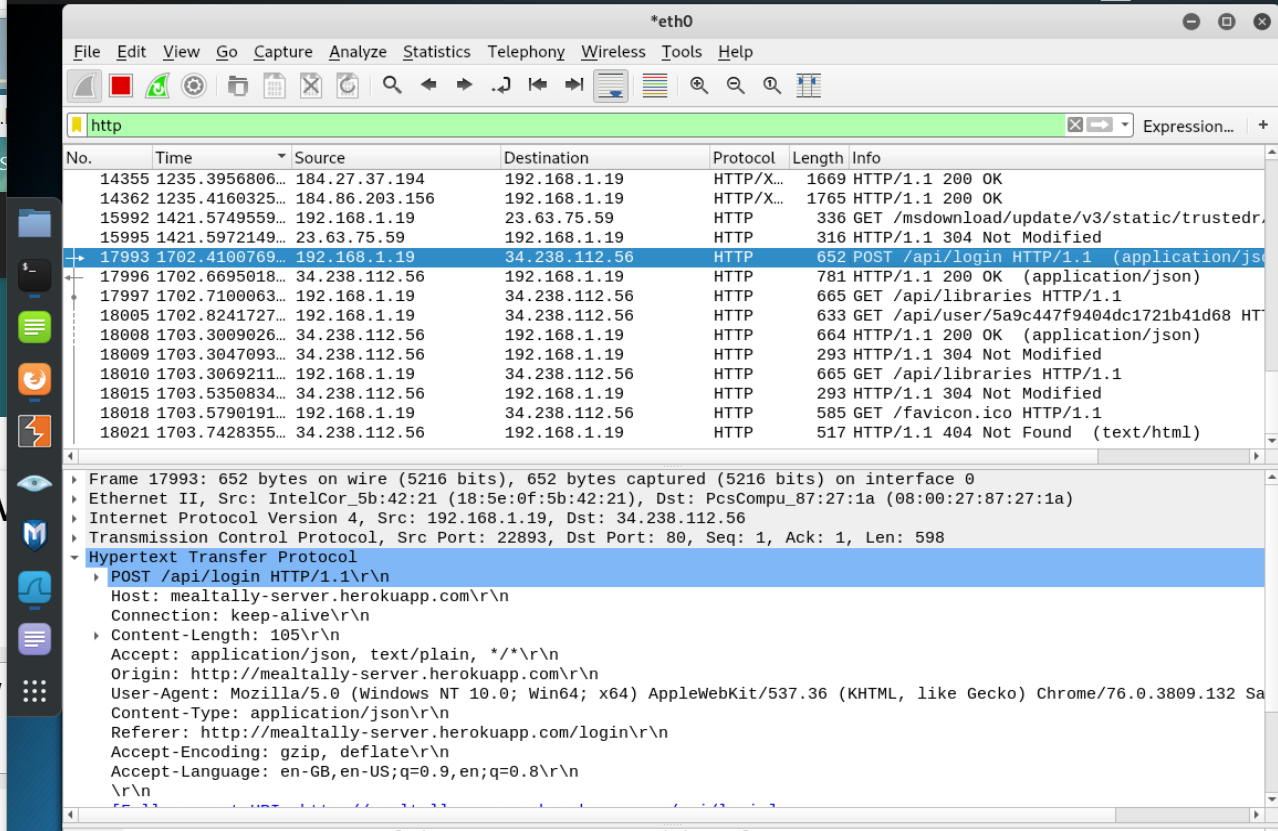 *eth0
File Edit View Go Capture Analyze Statistics Telephony Wireless Tools Help
http
Expression... +
No. Time Source Destination Protocol Length Info
14355 1235.3956806… 184.27.37.194 192.168.1.19 HTTP/X… 1669 HTTP/1.1 200 OK
14362 1235.4160325… 184.86.203.156 192.168.1.19 HTTP/X… 1765 HTTP/1.1 200 OK
15992 1421.5749559… 192.168.1.19 23.63.75.59 HTTP 336 GET /msdownload/update/v3/static/trustedr/
15995 1421.5972149… 23.63.75.59 192.168.1.19 HTTP 316 HTTP/1.1 304 Not Modified
17993 1702.4100769… 192.168.1.19 34.238.112.56 HTTP 652 POST /api/login HTTP/1.1 (application/jso
17996 1702.6695018… 34.238.112.56 192.168.1.19 HTTP 781 HTTP/1.1 200 OK (application/json)
17997 1702.7100063… 192.168.1.19 34.238.112.56 HTTP 665 GET /api/libraries HTTP/1.1
18005 1702.8241727… 192.168.1.19 34.238.112.56 HTTP 633 GET /api/user/5a9c447f9404dc1721b41d68 HT
18008 1703.3009026… 34.238.112.56 192.168.1.19 HTTP 664 HTTP/1.1 200 OK (application/json)
18009 1703.3047093… 34.238.112.56 192.168.1.19 HTTP 293 HTTP/1.1 304 Not Modified
18010 1703.3069211… 192.168.1.19 34.238.112.56 HTTP 665 GET /api/libraries HTTP/1.1
18015 1703.5350834… 34.238.112.56 192.168.1.19 HTTP 293 HTTP/1.1 304 Not Modified
18018 1703.5790191… 192.168.1.19 34.238.112.56 HTTP 585 GET /favicon.ico HTTP/1.1
18021 1703.7428355… 34.238.112.56 192.168.1.19 HTTP 517 HTTP/1.1 404 Not Found (text/html)
Frame 17993: 652 bytes on wire (5216 bits), 652 bytes captured (5216 bits) on interface 0
Ethernet II, Src: IntelCor_5b:42:21 (18:5e:0f:5b:42:21), Dst: PcsCompu_87:27:1a (08:00:27:87:27:1a)
Internet Protocol Version 4, Src: 192.168.1.19, Dst: 34.238.112.56
Transmission Control Protocol, Src Port: 22893, Dst Port: 80, Seq: 1, Ack: 1, Len: 598
Hypertext Transfer Protocol
POST /api/login HTTP/1.1\r\n
Host: mealtally-server.herokuapp.com\r\n
Connection: keep-alive\r\n
Content-Length: 105\r\n
Accept: application/json, text/plain, */*\r\n
Origin: http://mealtally-server.herokuapp.com\r\n
User-Agent: Mozilla/5.0 (Windows NT 10.0; Win64; x64) AppleWebKit/537.36 (KHTML, like Gecko) Chrome/76.0.3809.132 Sa
Content-Type: application/json\r\n
Referer: http://mealtally-server.herokuapp.com/login\r\n
Accept-Encoding: gzip, deflate\r\n
Accept-Language: en-GB,en-US;q=0.9,en;q=0.8\r\n
\r\n